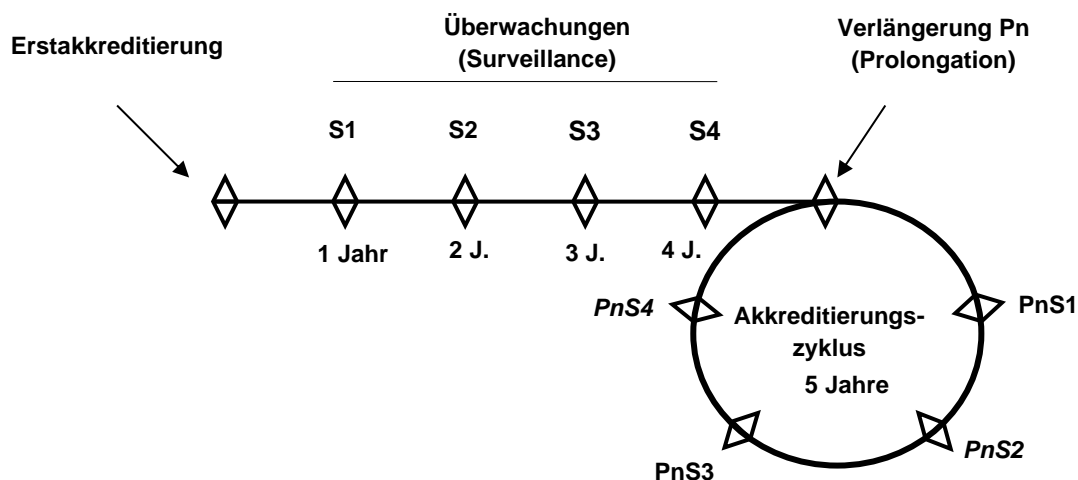 Erstakkreditierung
Überwachungen
(Surveillance)
Verlängerung Pn
(Prolongation)
S1
S2
S3
S4
1 Jahr
2 J.
3 J.
4 J.
PnS4
Akkreditierungs-
zyklus
5 Jahre
PnS1
PnS3
PnS2